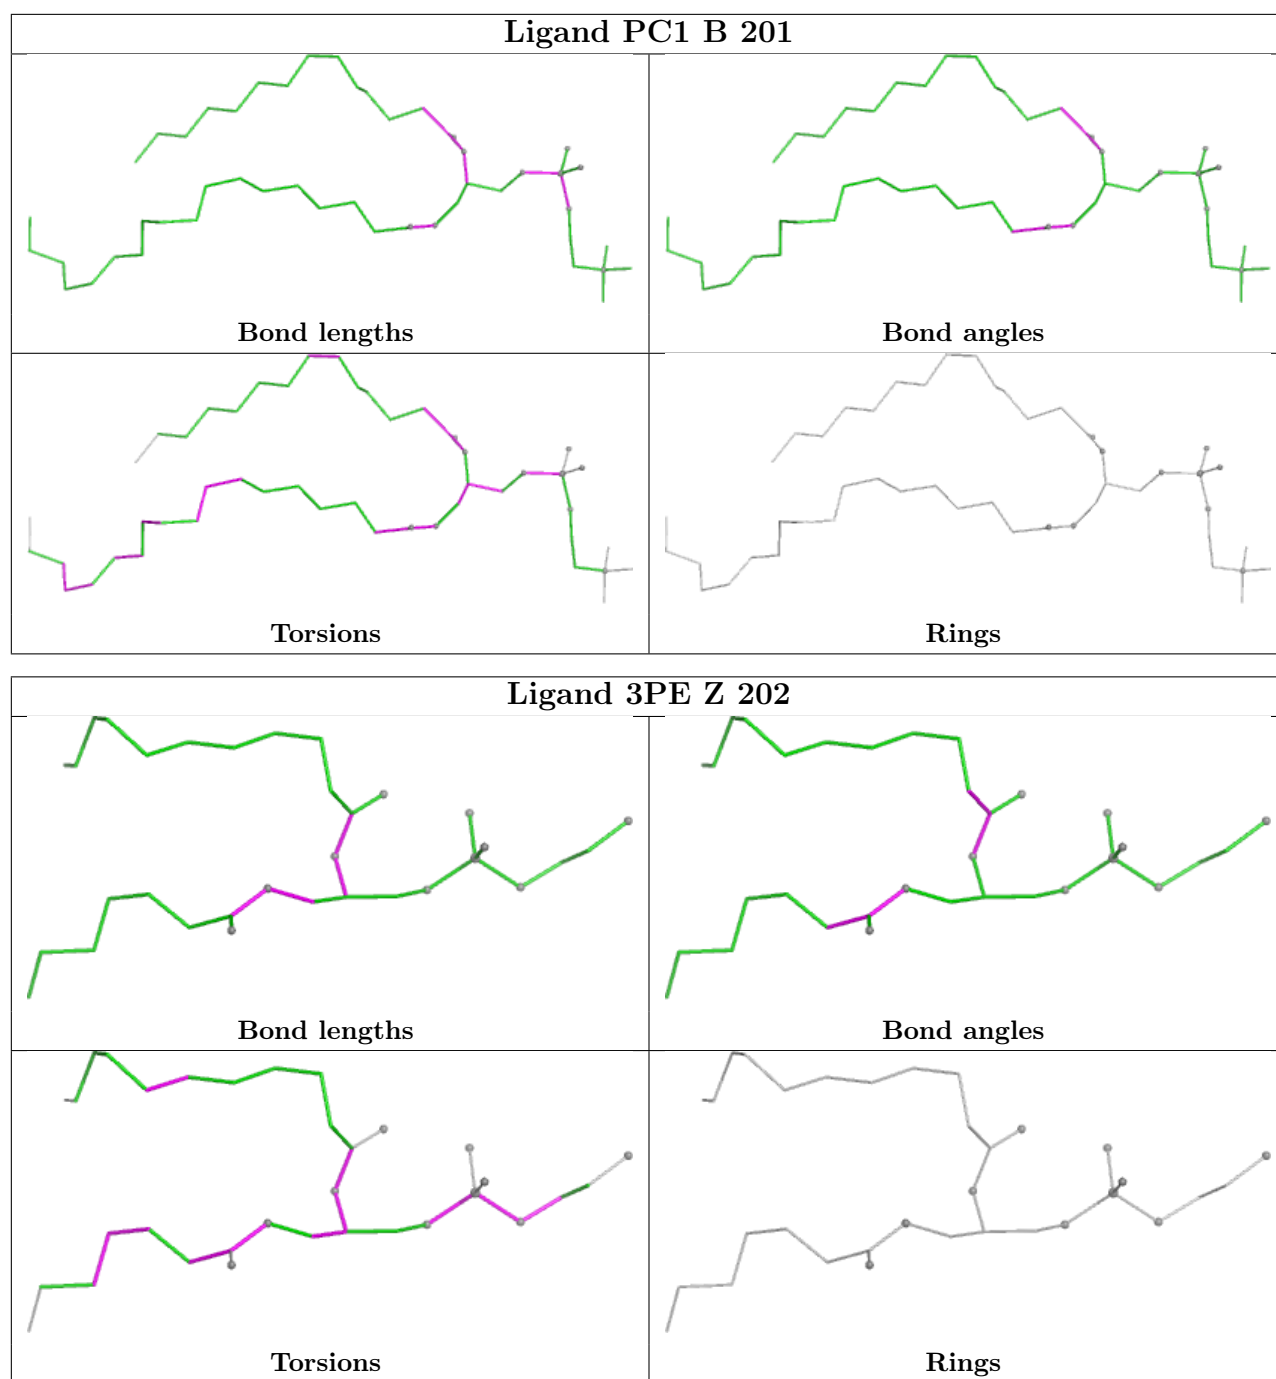 Ligand PC1 B 201
Bond lengths
Bond angles
Torsions
Rings
Ligand 3PE Z 202
Bond lengths
Bond angles
Torsions
Rings